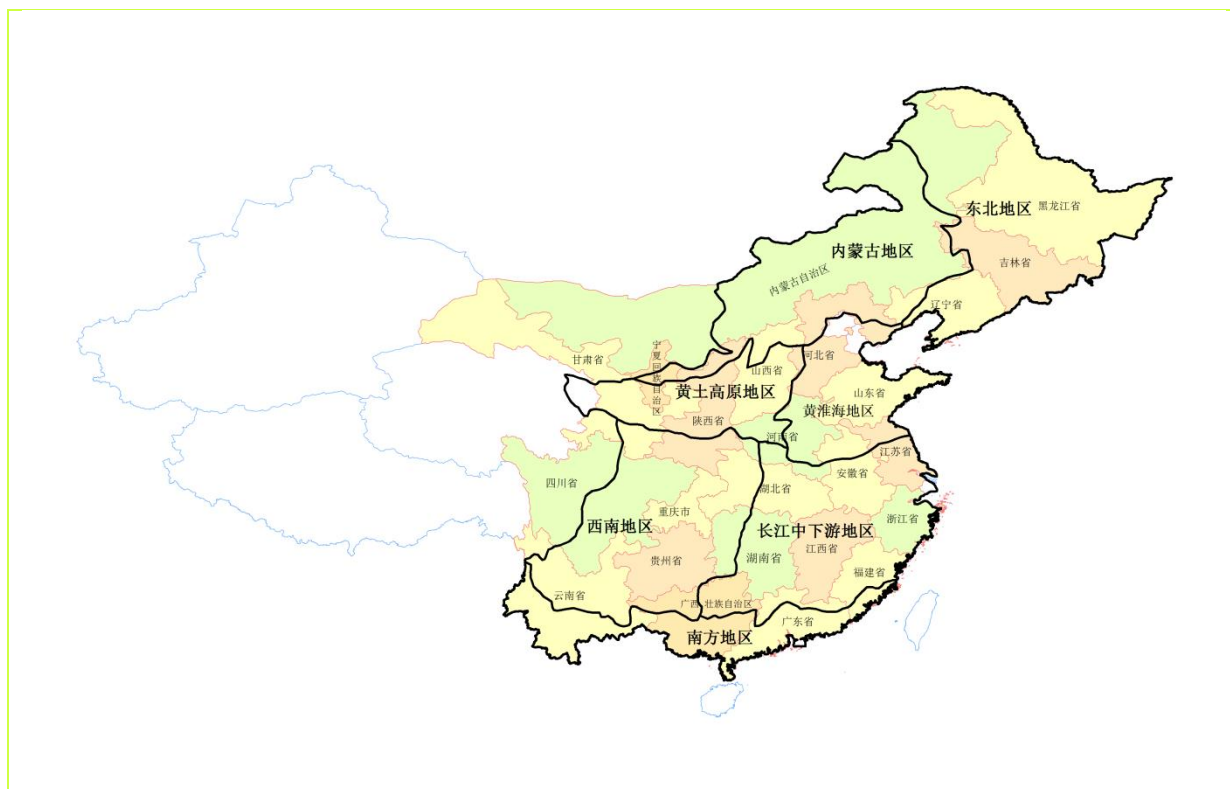 东北地区
黑龙江省
内蒙古地区
吉林省
内蒙古自治区
辽宁省
宁夏回族自治区
甘肃省
河北省
山西省
黄土高原地区
山东省
黄淮海地区
陕西省
河南省
江苏省
安徽省
四川省
湖北省
重庆市
浙江省
西南地区
长江中下游地区
江西省
湖南省
贵州省
福建省
云南省
广西 壮族自治区
广东省
南方地区